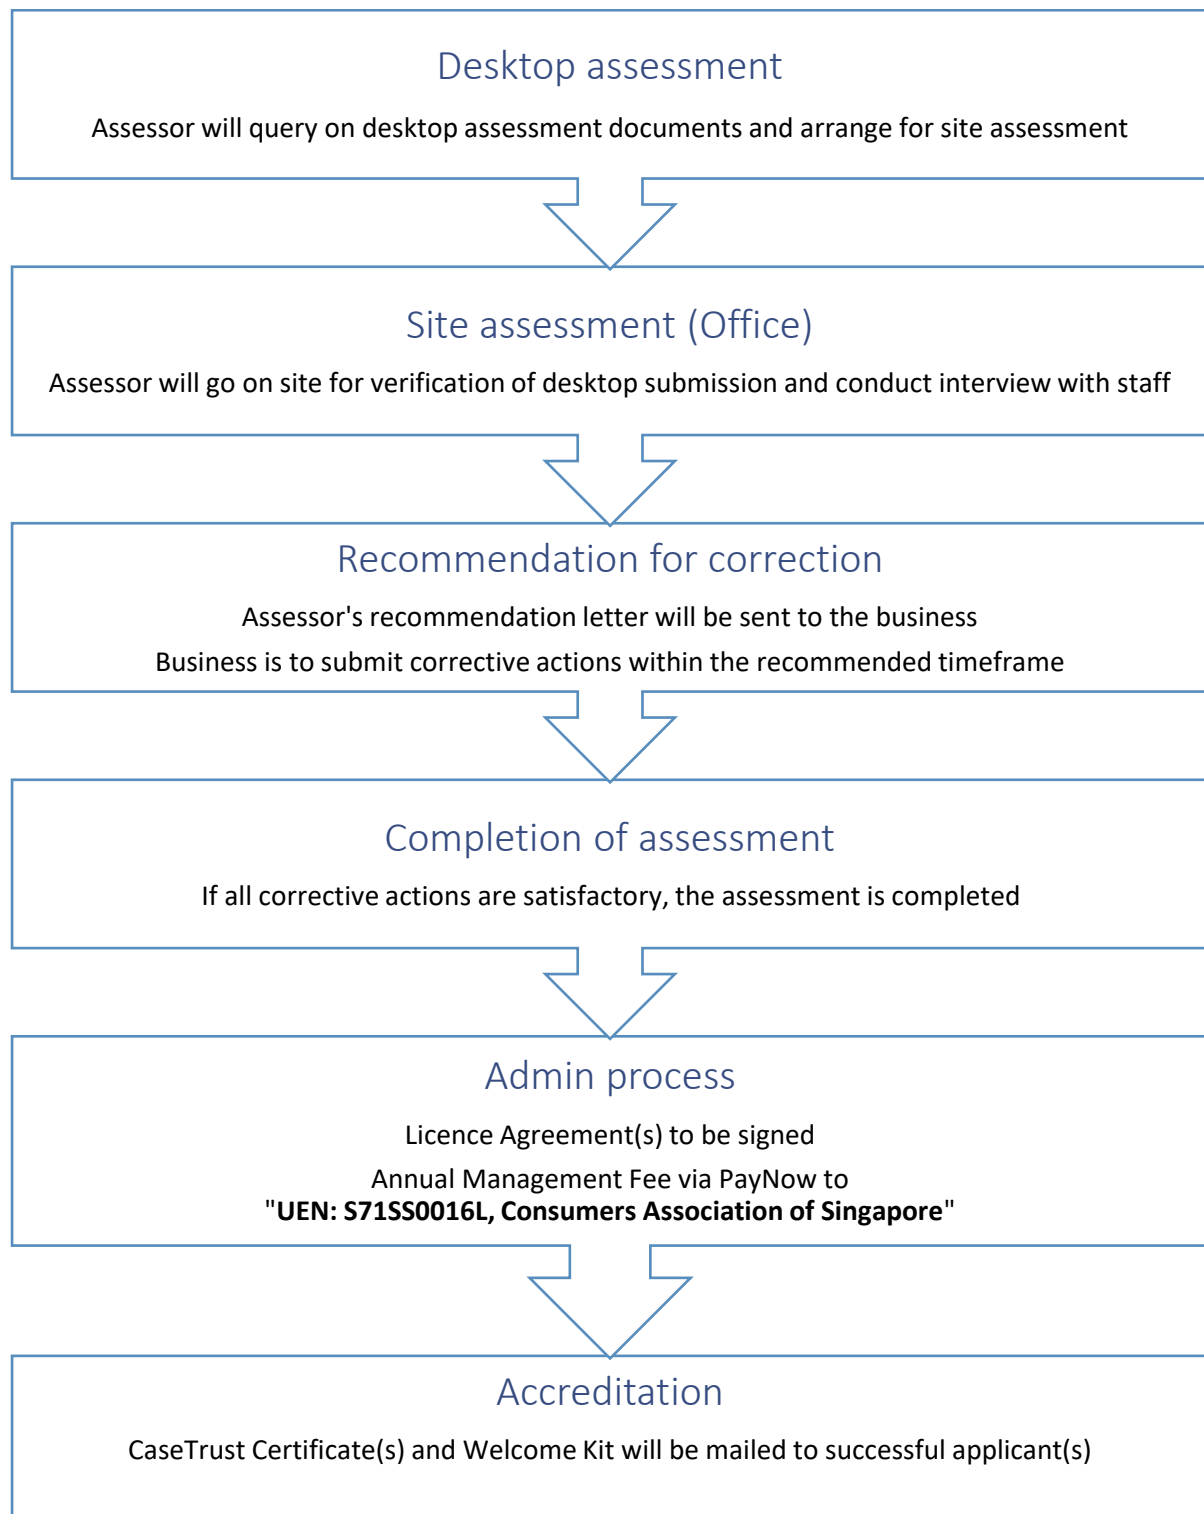 Desktop assessment
Assessor will query on desktop assessment documents and arrange for site assessment
Site assessment (Office)
Assessor will go on site for verification of desktop submission and conduct interview with staff
Recommendation for correction
Assessor's recommendation letter will be sent to the business
Business is to submit corrective actions within the recommended timeframe
Completion of assessment
If all corrective actions are satisfactory, the assessment is completed
Admin process
Licence Agreement(s) to be signed
Annual Management Fee via PayNow to
"UEN: S71SS0016L, Consumers Association of Singapore"
Accreditation
CaseTrust Certificate(s) and Welcome Kit will be mailed to successful applicant(s)